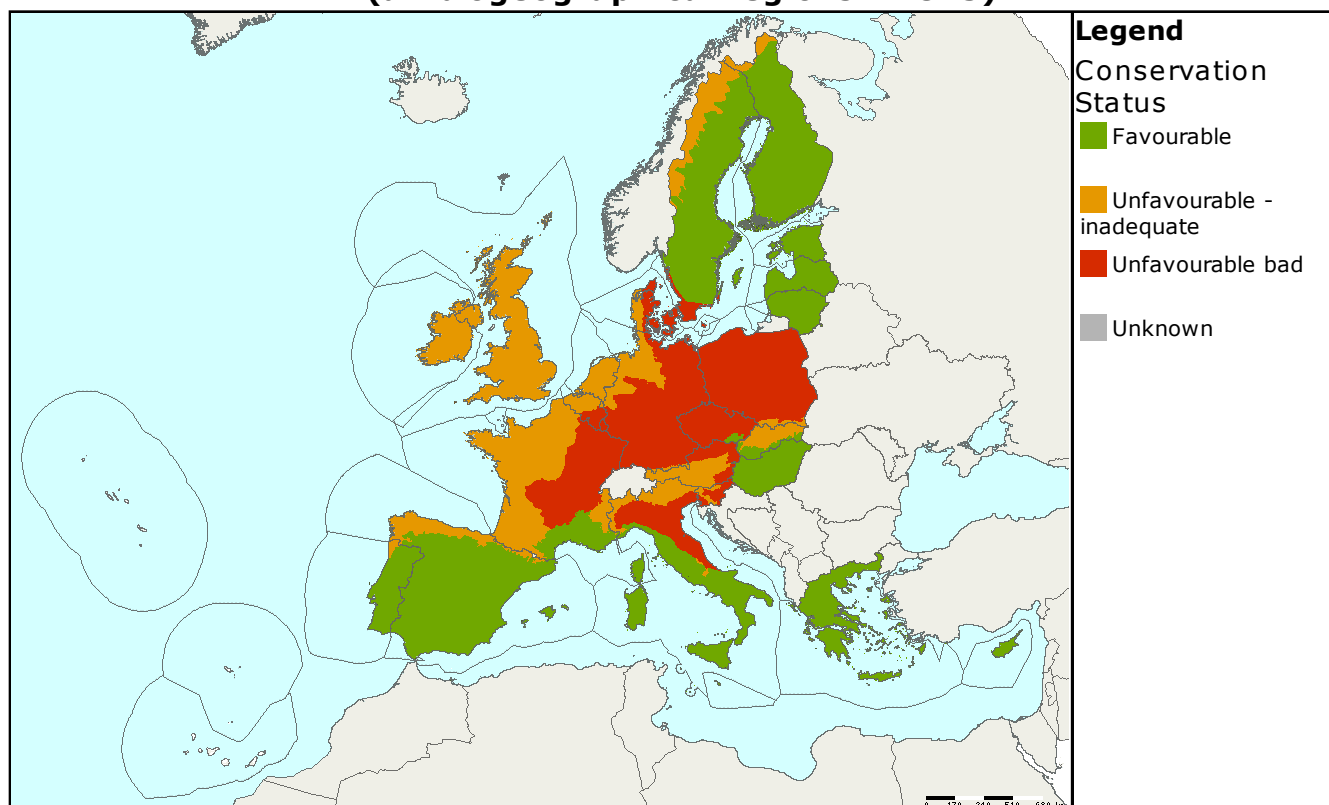 Legend
Conservation
Status
Favourable
Unfavourable -
inadequate
Unfavourable bad
Unknown